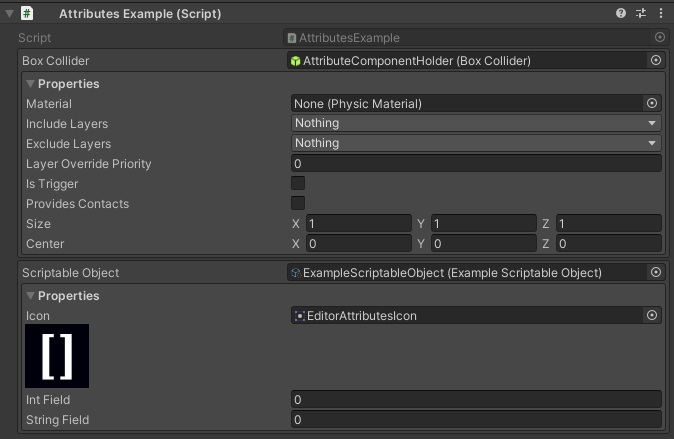 # Attributes Example (Script)
Script # AttributesExample
Box Collider AttributeComponentHolder (Box Collider)
Properties
Material None (Physic Material)
Include Layers Nothing
Exclude Layers Nothing
Layer Override Priority 0
Is Trigger
Provides Contacts
Size X 1 Y 1 Z 1
Center X 0 Y 0 Z 0
Scriptable Object ExampleScriptableObject (Example Scriptable Object)
Properties
Icon EditorAttributesIcon
[ ]
Int Field 0
String Field 0